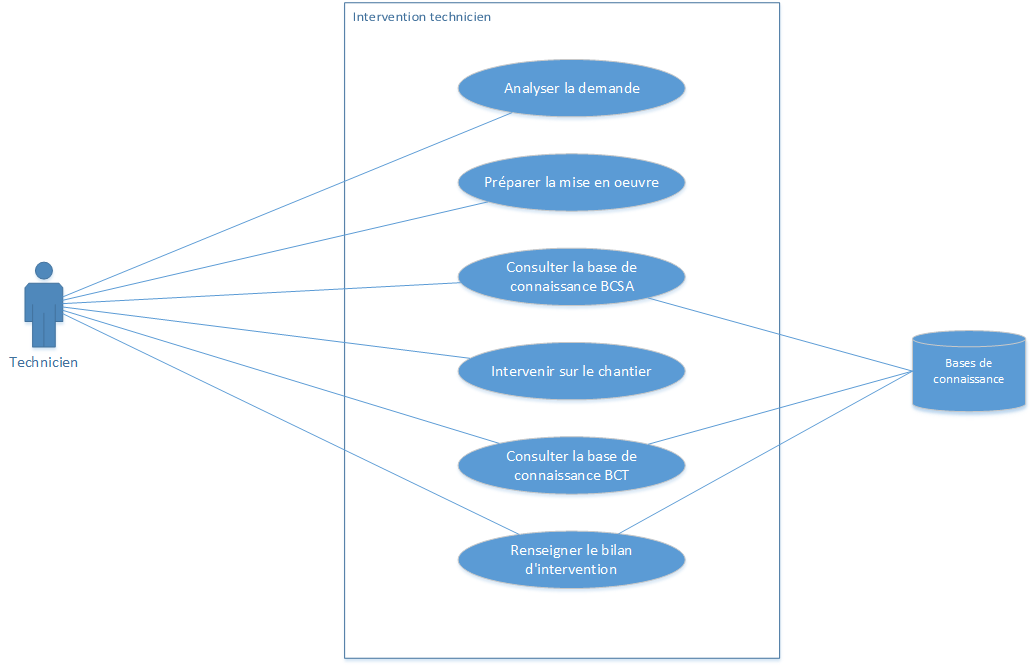 Intervention technicien
Analyser la demande
Préparer la mise en oeuvre
Consulter la base de
connaissance BCSA
Intervenir sur le chantier
Consulter la base de
connaissance BCT
Renseigner le bilan
d'intervention
Technicien
Bases de
connaissance